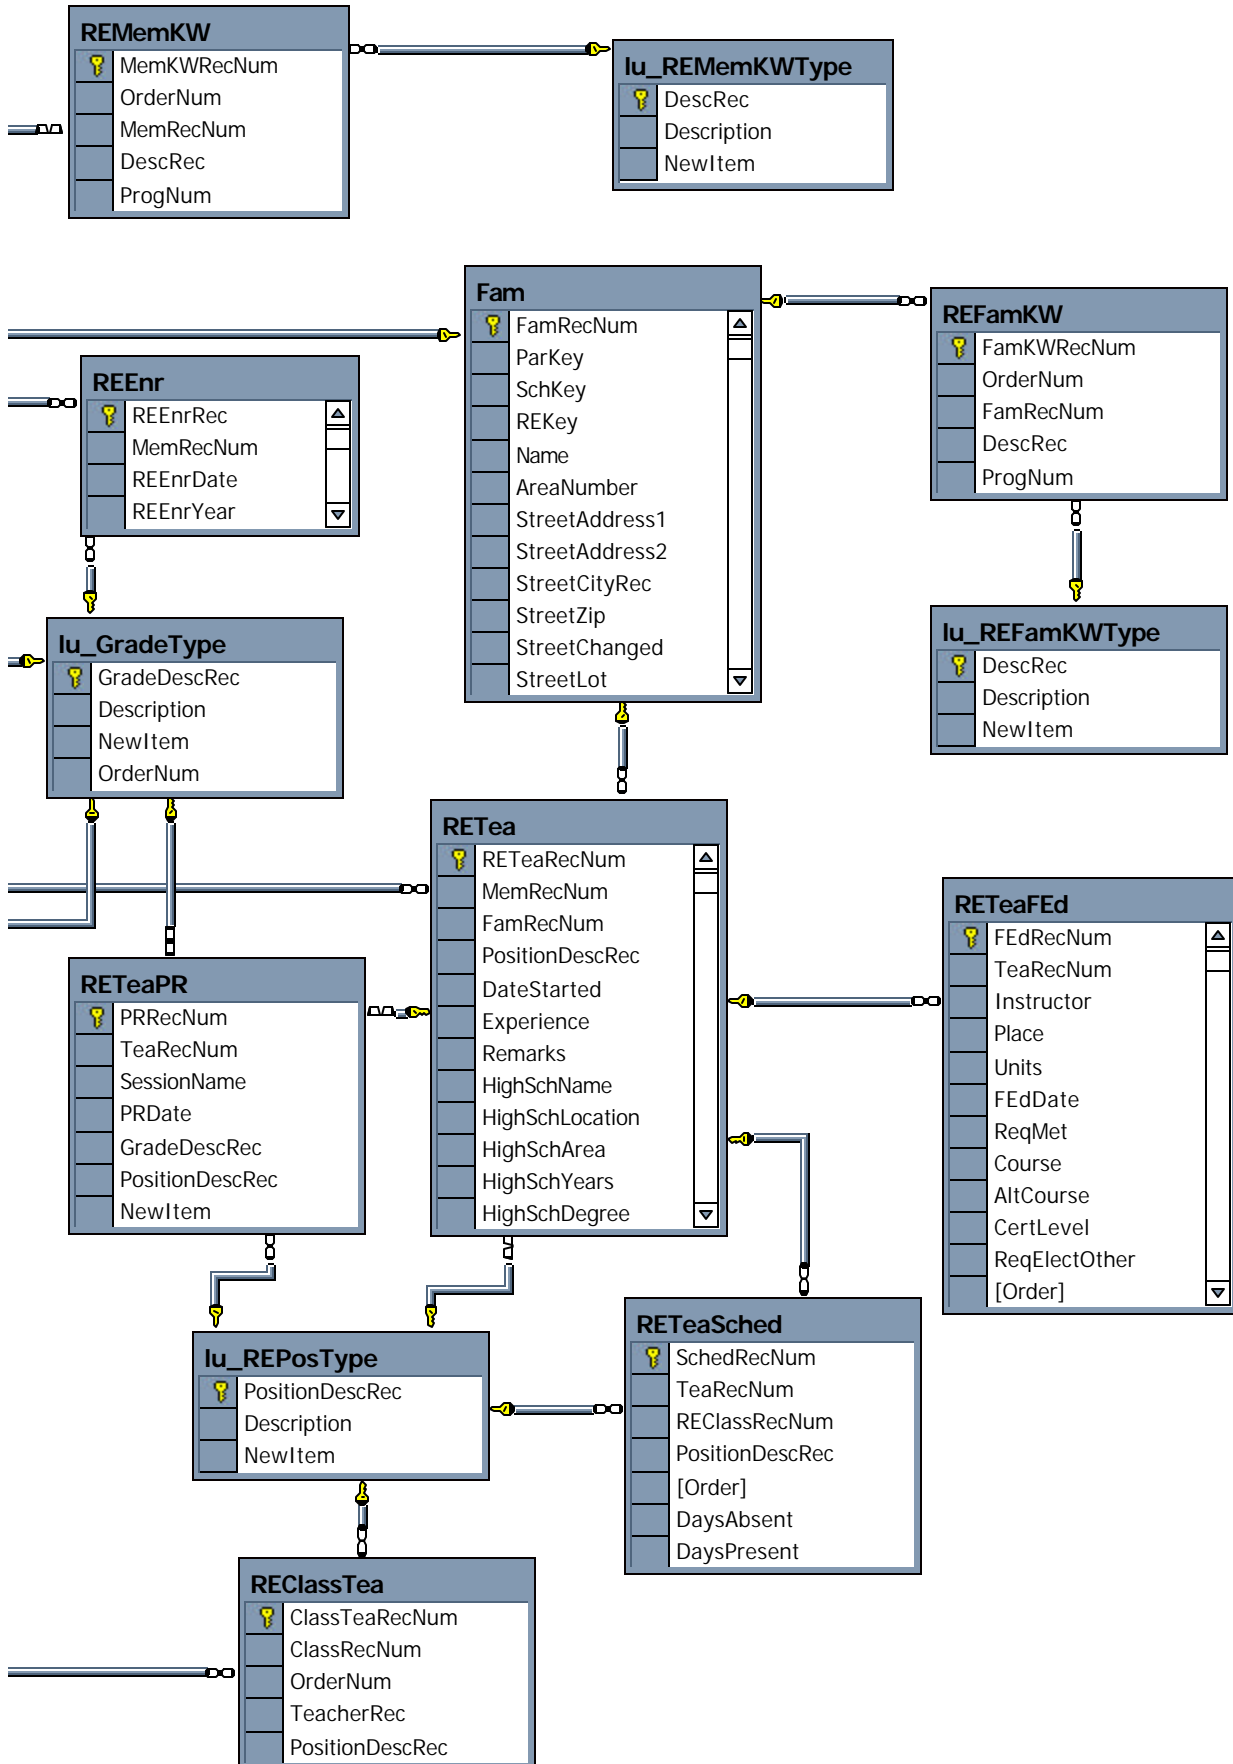 REMemKW
MemKWRecNum
OrderNum
MemRecNum
DescRec
ProgNum
lu_REMemKWType
DescRec
Description
NewItem
Fam
FamRecNum
ParKey
SchKey
REKey
Name
AreaNumber
StreetAddress1
StreetAddress2
StreetCityRec
StreetZip
StreetChanged
StreetLot
REFamKW
FamKWRecNum
OrderNum
FamRecNum
DescRec
ProgNum
REEnr
REEnrRec
MemRecNum
REEnrDate
REEnrYear
lu_GradeType
GradeDescRec
Description
NewItem
OrderNum
lu_REFamKWType
DescRec
Description
NewItem
RETea
RETeaRecNum
MemRecNum
FamRecNum
PositionDescRec
DateStarted
Experience
Remarks
HighSchName
HighSchLocation
HighSchArea
HighSchYears
HighSchDegree
RETeaFEd
FEdRecNum
TeaRecNum
Instructor
Place
Units
FEdDate
ReqMet
Course
AltCourse
CertLevel
ReqElectOther
[Order]
RETeaPR
PRRecNum
TeaRecNum
SessionName
PRDate
GradeDescRec
PositionDescRec
NewItem
lu_REPosType
PositionDescRec
Description
NewItem
RETeaSched
SchedRecNum
TeaRecNum
REClassRecNum
PositionDescRec
[Order]
DaysAbsent
DaysPresent
REClassTea
ClassTeaRecNum
ClassRecNum
OrderNum
TeacherRec
PositionDescRec